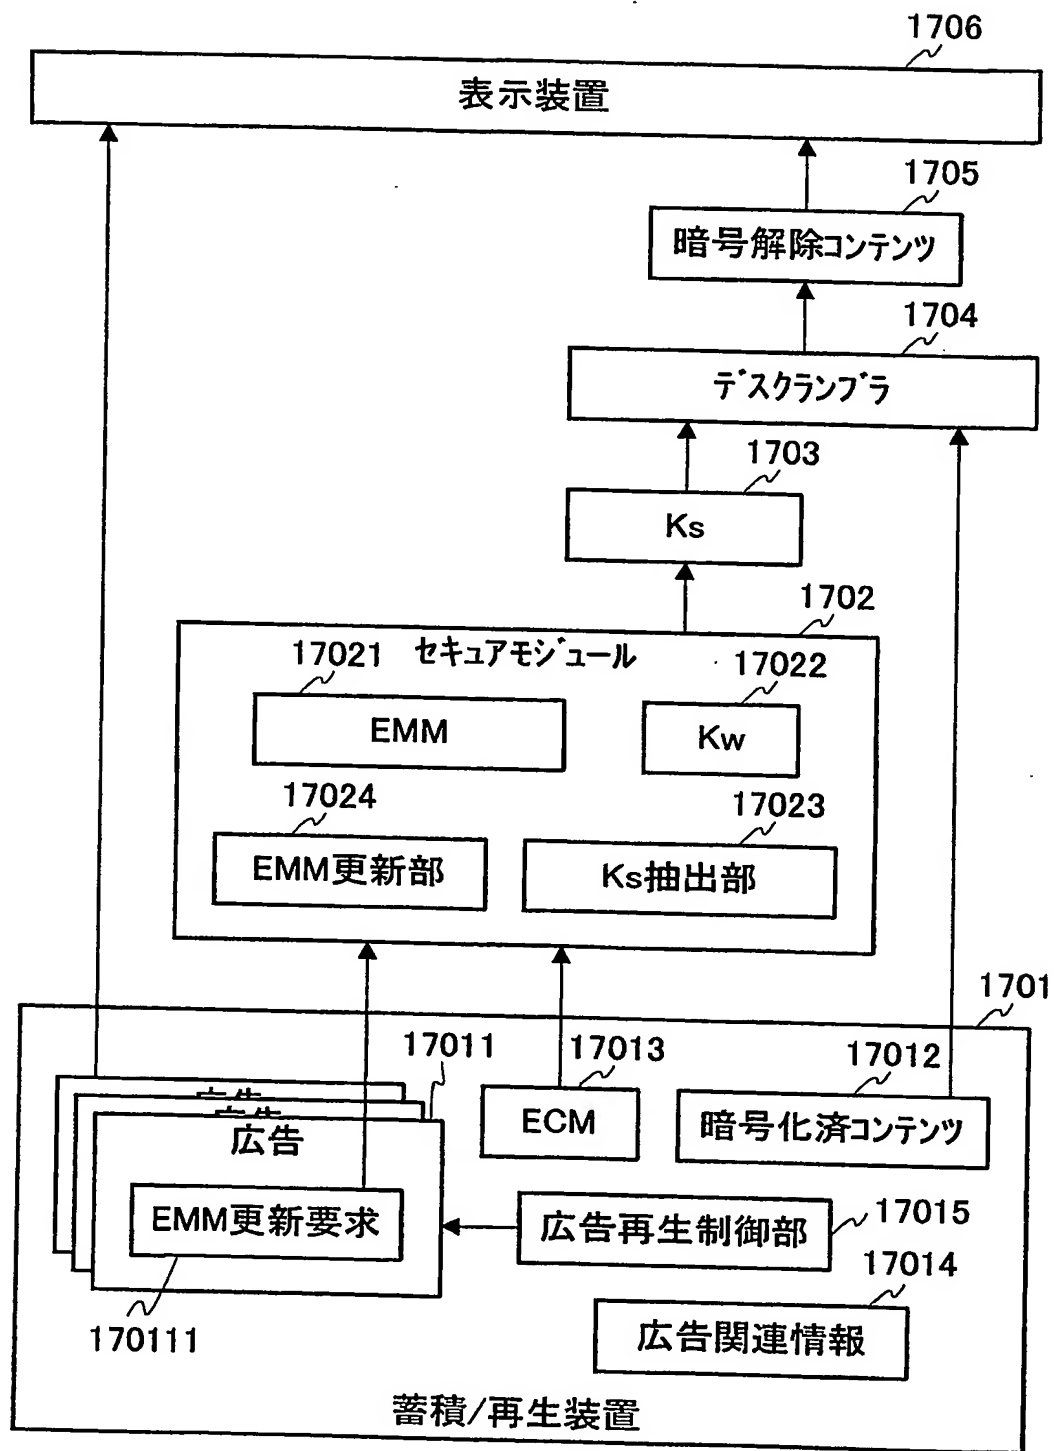 1706
表示装置
1705
暗号解除コンテンツ
1704
デスクランブラ
1703
Ks
1702
セキュアモジュール
17021
17022
EMM
Kw
17024
17023
EMM更新部
Ks抽出部
1701
17011
17013
17012
広告
広告
広告
ECM
暗号化済コンテンツ
EMM更新要求
広告再生制御部
17015
17014
170111
広告関連情報
蓄積/再生装置